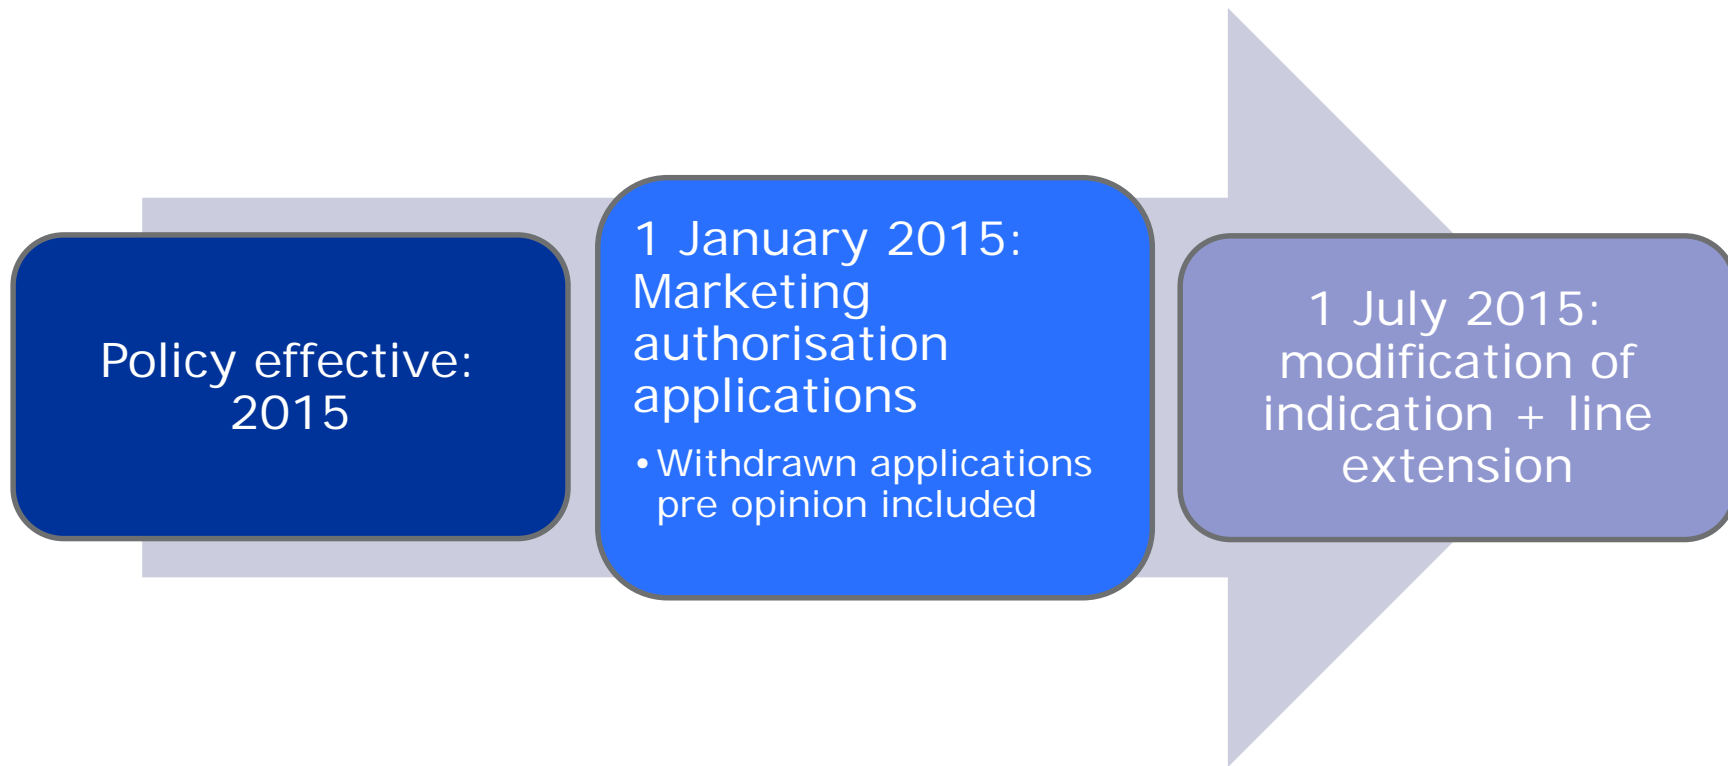 Policy effective:
2015
1 January 2015:
Marketing
authorisation
applications
• Withdrawn applications
pre opinion included
1 July 2015:
modification of
indication + line
extension